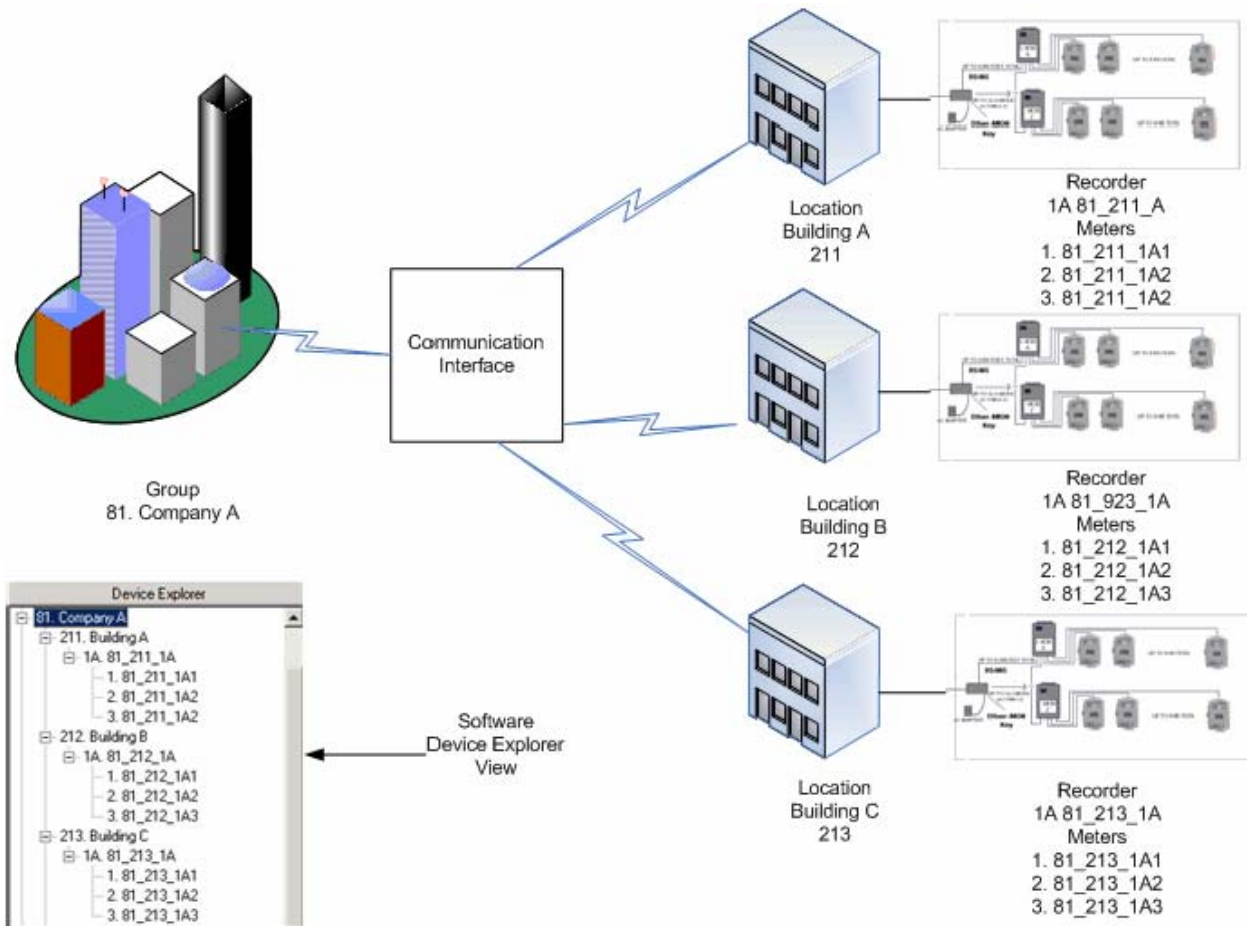 Group
81. Company A
Communication
Interface
Location
Building A
211
Recorder
1A 81_211_A
Meters
1. 81_211_1A1
2. 81_211_1A2
3. 81_211_1A2
Location
Building B
212
Recorder
1A 81_923_1A
Meters
1. 81_212_1A1
2. 81_212_1A2
3. 81_212_1A3
Location
Building C
213
Recorder
1A 81_213_1A
Meters
1. 81_213_1A1
2. 81_213_1A2
3. 81_213_1A3
Software
Device Explorer
View
Device Explorer
81. Company A
211. Building A
1A. 81_211_1A
1. 81_211_1A1
2. 81_211_1A2
3. 81_211_1A2
212. Building B
1A. 81_212_1A
1. 81_212_1A1
2. 81_212_1A2
3. 81_212_1A3
213. Building C
1A. 81_213_1A
1. 81_213_1A1
2. 81_213_1A2
3. 81_213_1A3